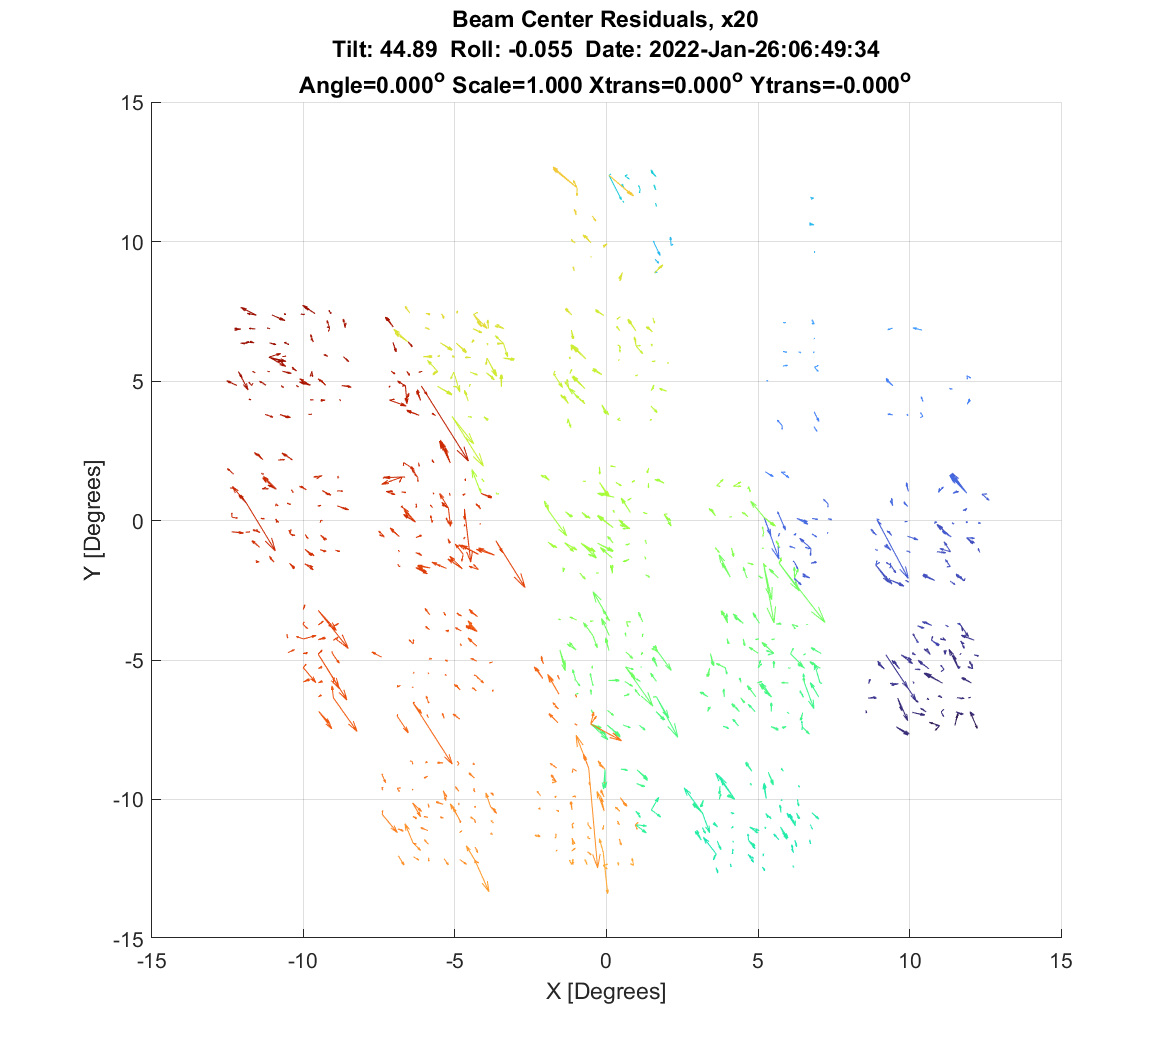 Beam Center Residuals, x20
Tilt: 44.89 Roll: -0.055 Date: 2022-Jan-26:06:49:34
Angle=0.000° Scale=1.000 Xtrans=0.000° Ytrans=-0.000°
15
10
5
0
-5
-10
-15
Y [Degrees]
-15
-10
-5
0
5
10
15
X [Degrees]